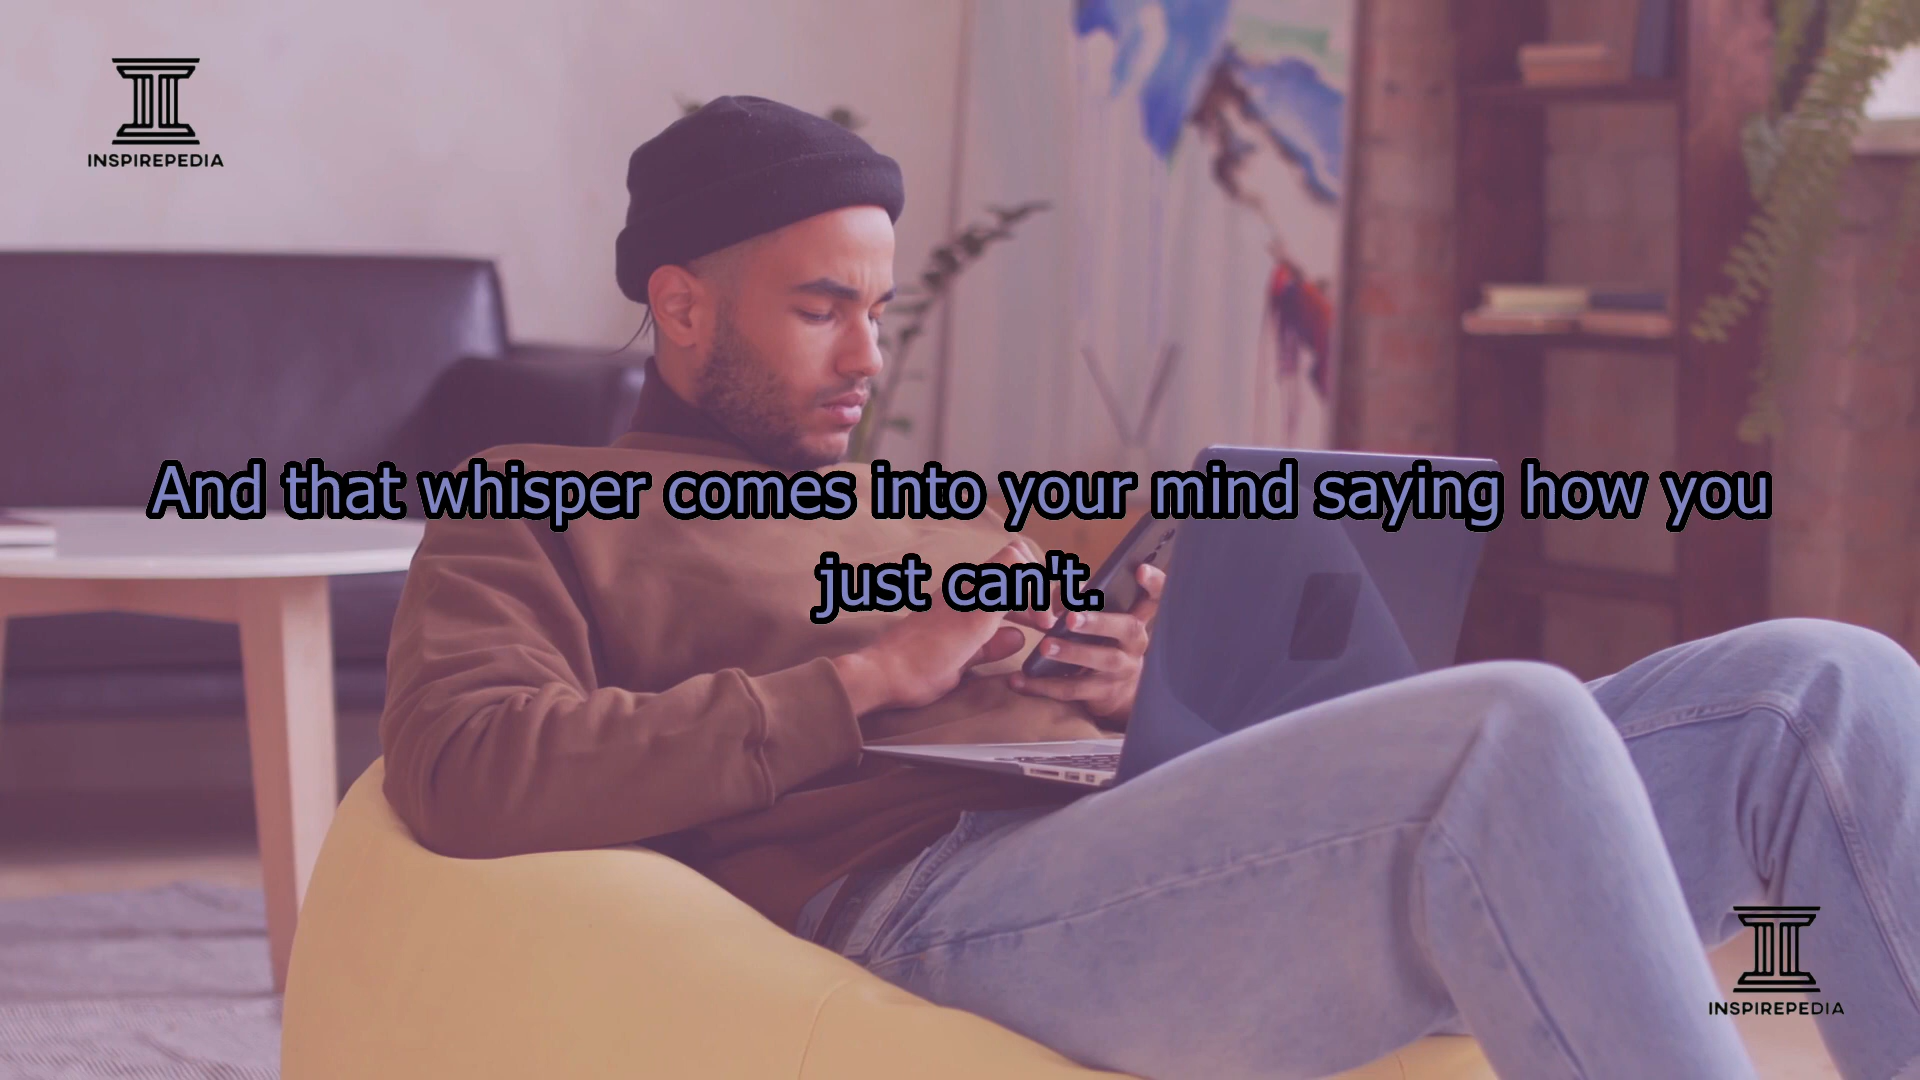 INSPIREPEDIA
And that whisper comes into your mind saying how you
just can't.
INSPIREPEDIA